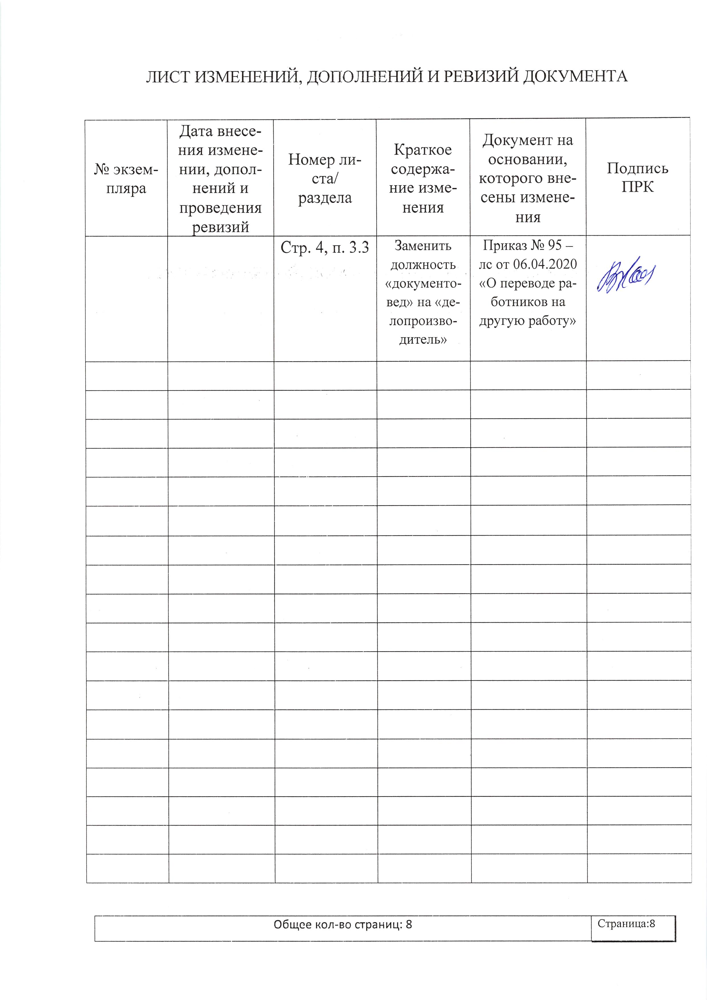 ЛИСТ ИЗМЕНЕНИЙ, ДОПОЛНЕНИЙ И РЕВИЗИЙ ДОКУМЕНТА
№ экзем-
пляра
Дата внесе-
ния измене-
нии, допол-
нений и
проведения
ревизий
Номер ли-
ста/
раздела
Краткое
содержа-
ние изме-
нения
Документ на
основании,
которого вне-
сены измене-
ния
Подпись
ПРК
Стр. 4, п. 3.3
Заменить
должность
«документо-
вед» на «де-
лопроизво-
дитель»
Приказ № 95 –
лс от 06.04.2020
«О переводе ра-
ботников на
другую работу»
Общее кол-во страниц: 8
Страница:8